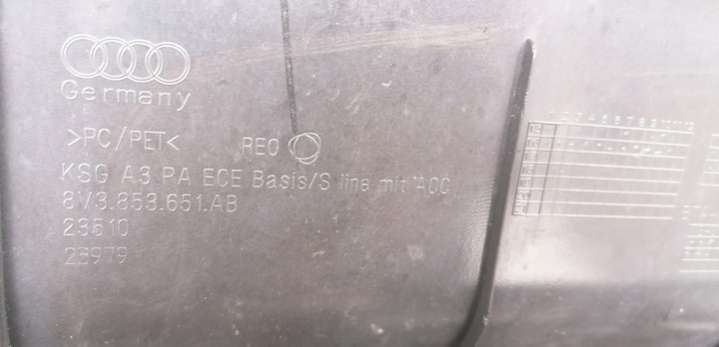 Germany
>PC/PET< REO
KSG A3 PA ECE Basis/S line mit ACC
8V3.853.651.AB
23510
23979